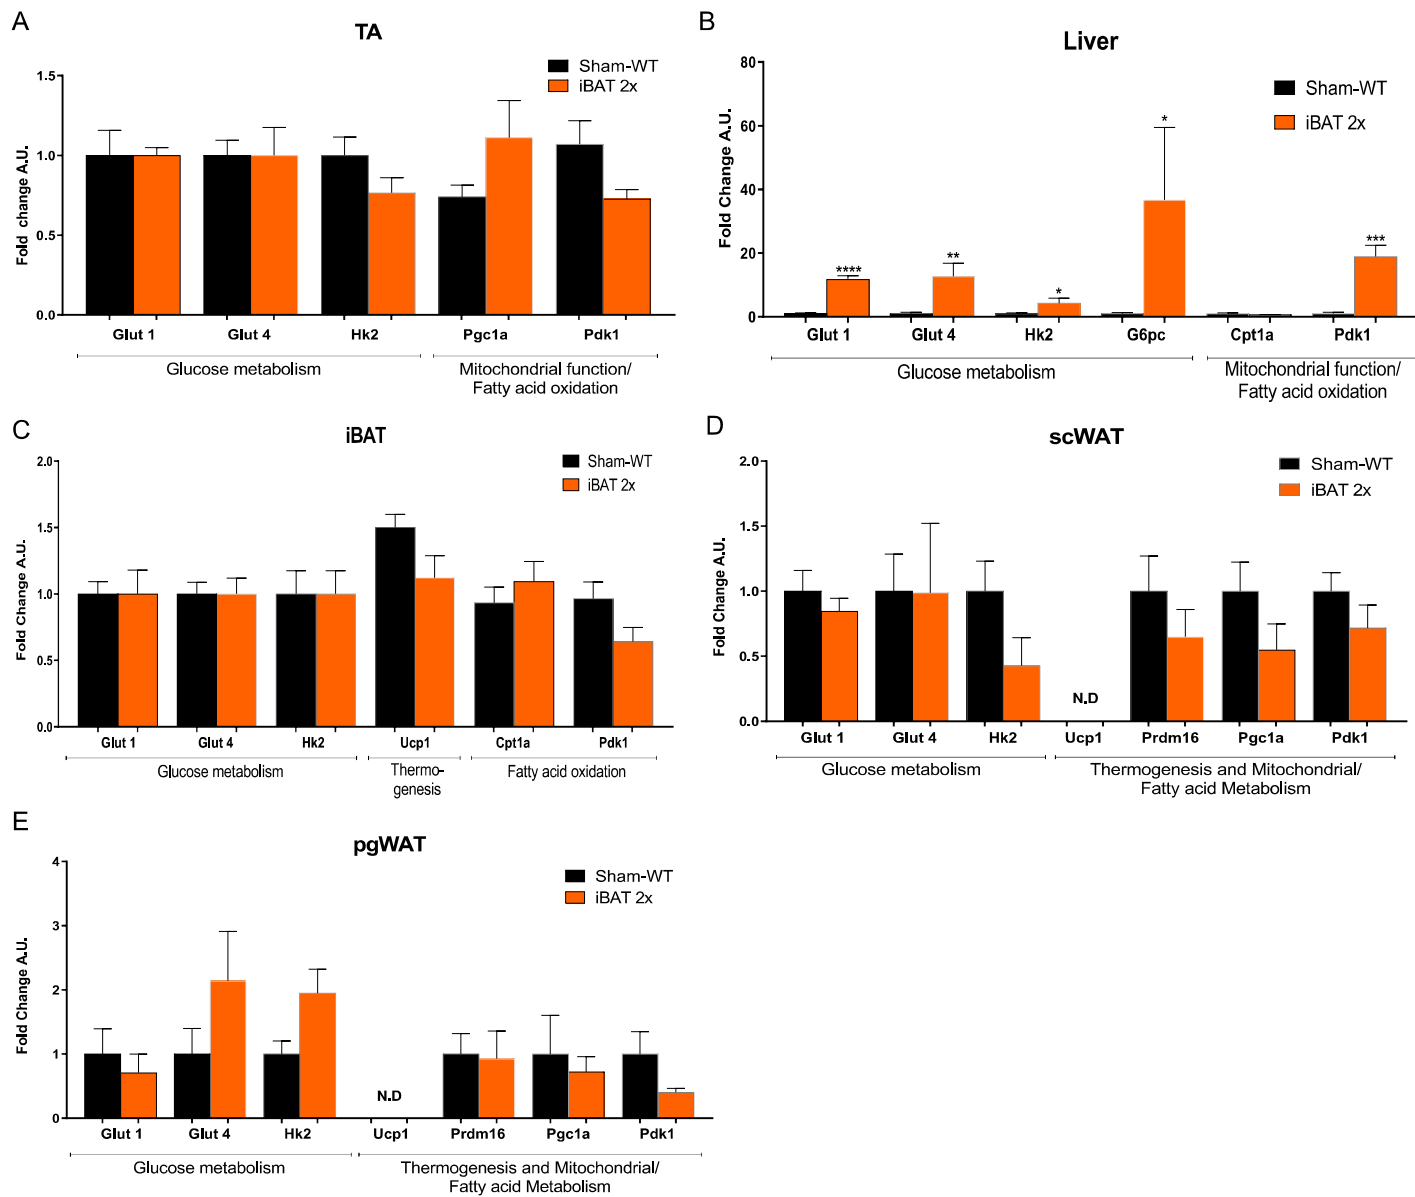 A
TA
Sham-WT
iBAT 2x
Fold change A.U.
1.5
1.0
0.5
0.0
Glut 1 Glut 4 Hk2 Pgc1a Pdk1
Glucose metabolism
Mitochondrial function/
Fatty acid oxidation
B
Liver
Sham-WT
iBAT 2x
Fold Change A.U.
80
60
40
20
0
**** ** * * ***
Glut 1 Glut 4 Hk2 G6pc Cpt1a Pdk1
Glucose metabolism
Mitochondrial function/
Fatty acid oxidation
C
iBAT
Sham-WT
iBAT 2x
Fold Change A.U.
2.0
1.5
1.0
0.5
0.0
Glut 1 Glut 4 Hk2 Ucp1 Cpt1a Pdk1
Glucose metabolism
Thermo-
genesis
Fatty acid oxidation
D
scWAT
Sham-WT
iBAT 2x
Fold Change A.U.
2.0
1.5
1.0
0.5
0.0
N.D
Glut 1 Glut 4 Hk2 Ucp1 Prdm16 Pgc1a Pdk1
Glucose metabolism
Thermogenesis and Mitochondrial/
Fatty acid Metabolism
E
pgWAT
Sham-WT
iBAT 2x
Fold Change A.U.
4
3
2
1
0
N.D
Glut 1 Glut 4 Hk2 Ucp1 Prdm16 Pgc1a Pdk1
Glucose metabolism
Thermogenesis and Mitochondrial/
Fatty acid Metabolism